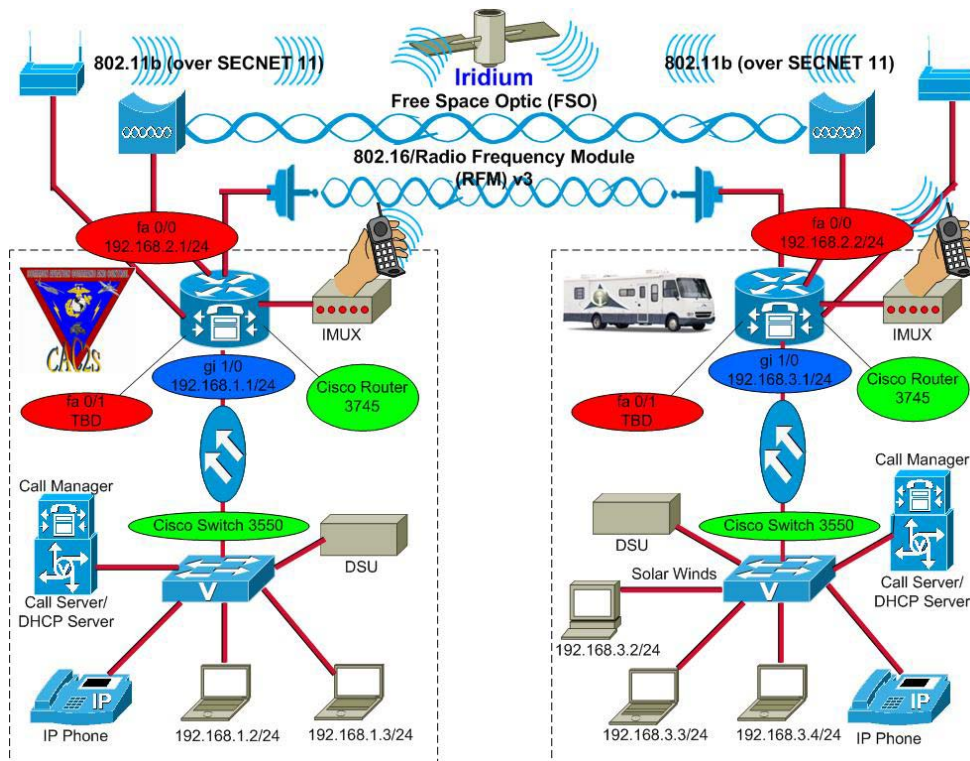 802.11b (over SECNET 11)
Iridium
802.11b (over SECNET 11)
Free Space Optic (FSO)
802.16/Radio Frequency Module
(RFM) v3
fa 0/0
192.168.2.1/24
fa 0/0
192.168.2.2/24
CAC2S
IMUX
IMUX
gi 1/0
192.168.1.1/24
Cisco Router
3745
fa 0/1
TBD
gi 1/0
192.168.3.1/24
Cisco Router
3745
fa 0/1
TBD
Call Manager
Cisco Switch 3550
DSU
Call Server/
DHCP Server
V
V
IP
IP Phone
192.168.1.2/24
192.168.1.3/24
Call Manager
Cisco Switch 3550
DSU
Solar Winds
Call Server/
DHCP Server
V
V
192.168.3.2/24
192.168.3.3/24
192.168.3.4/24
IP
IP Phone